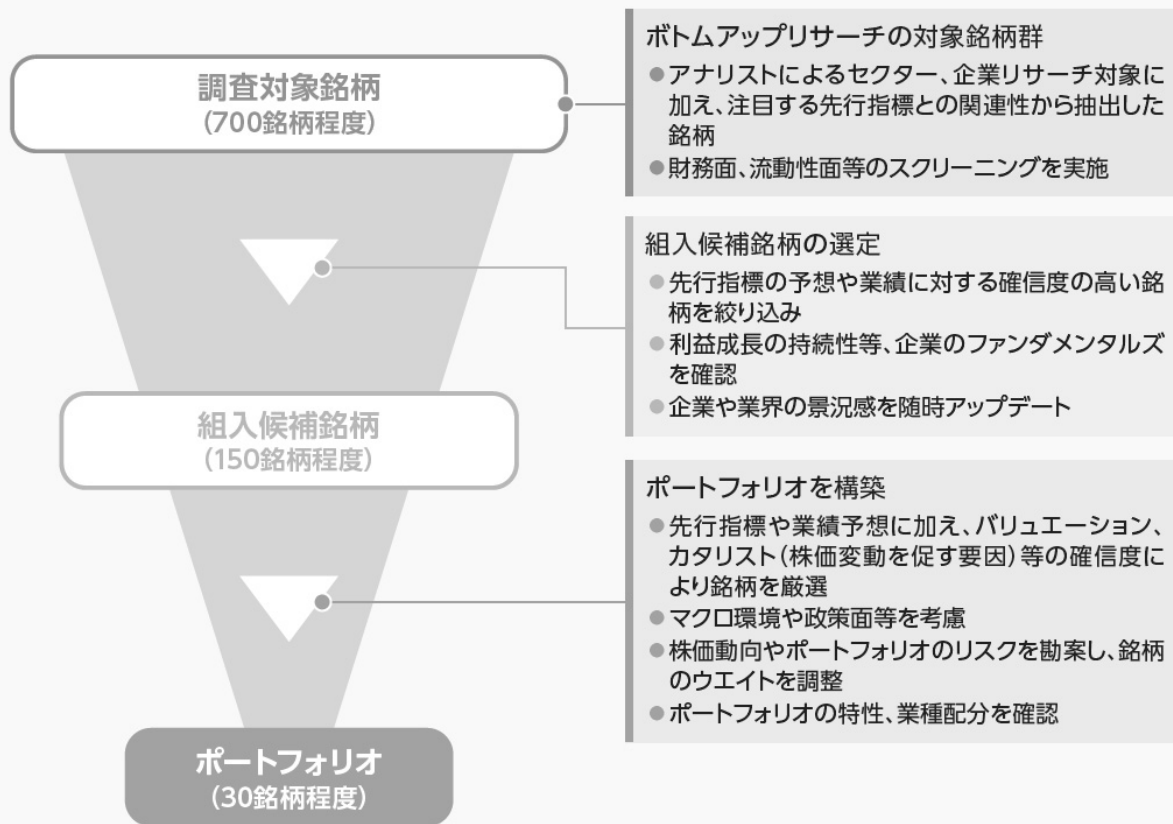 調査対象銘柄
(700銘柄程度)
ボトムアップリサーチの対象銘柄群
●アナリストによるセクター、企業リサーチ対象に
加え、注目する先行指標との関連性から抽出した
銘柄
●財務面、流動性面等のスクリーニングを実施
組入候補銘柄の選定
●先行指標の予想や業績に対する確信度の高い銘
柄を絞り込み
●利益成長の持続性等、企業のファンダメンタルズ
を確認
●企業や業界の景況感を随時アップデート
組入候補銘柄
(150銘柄程度)
ポートフォリオを構築
●先行指標や業績予想に加え、バリュエーション、
カタリスト(株価変動を促す要因)等の確信度に
より銘柄を厳選
●マクロ環境や政策面等を考慮
●株価動向やポートフォリオのリスクを勘案し、銘柄
のウエイトを調整
●ポートフォリオの特性、業種配分を確認
ポートフォリオ
(30銘柄程度)